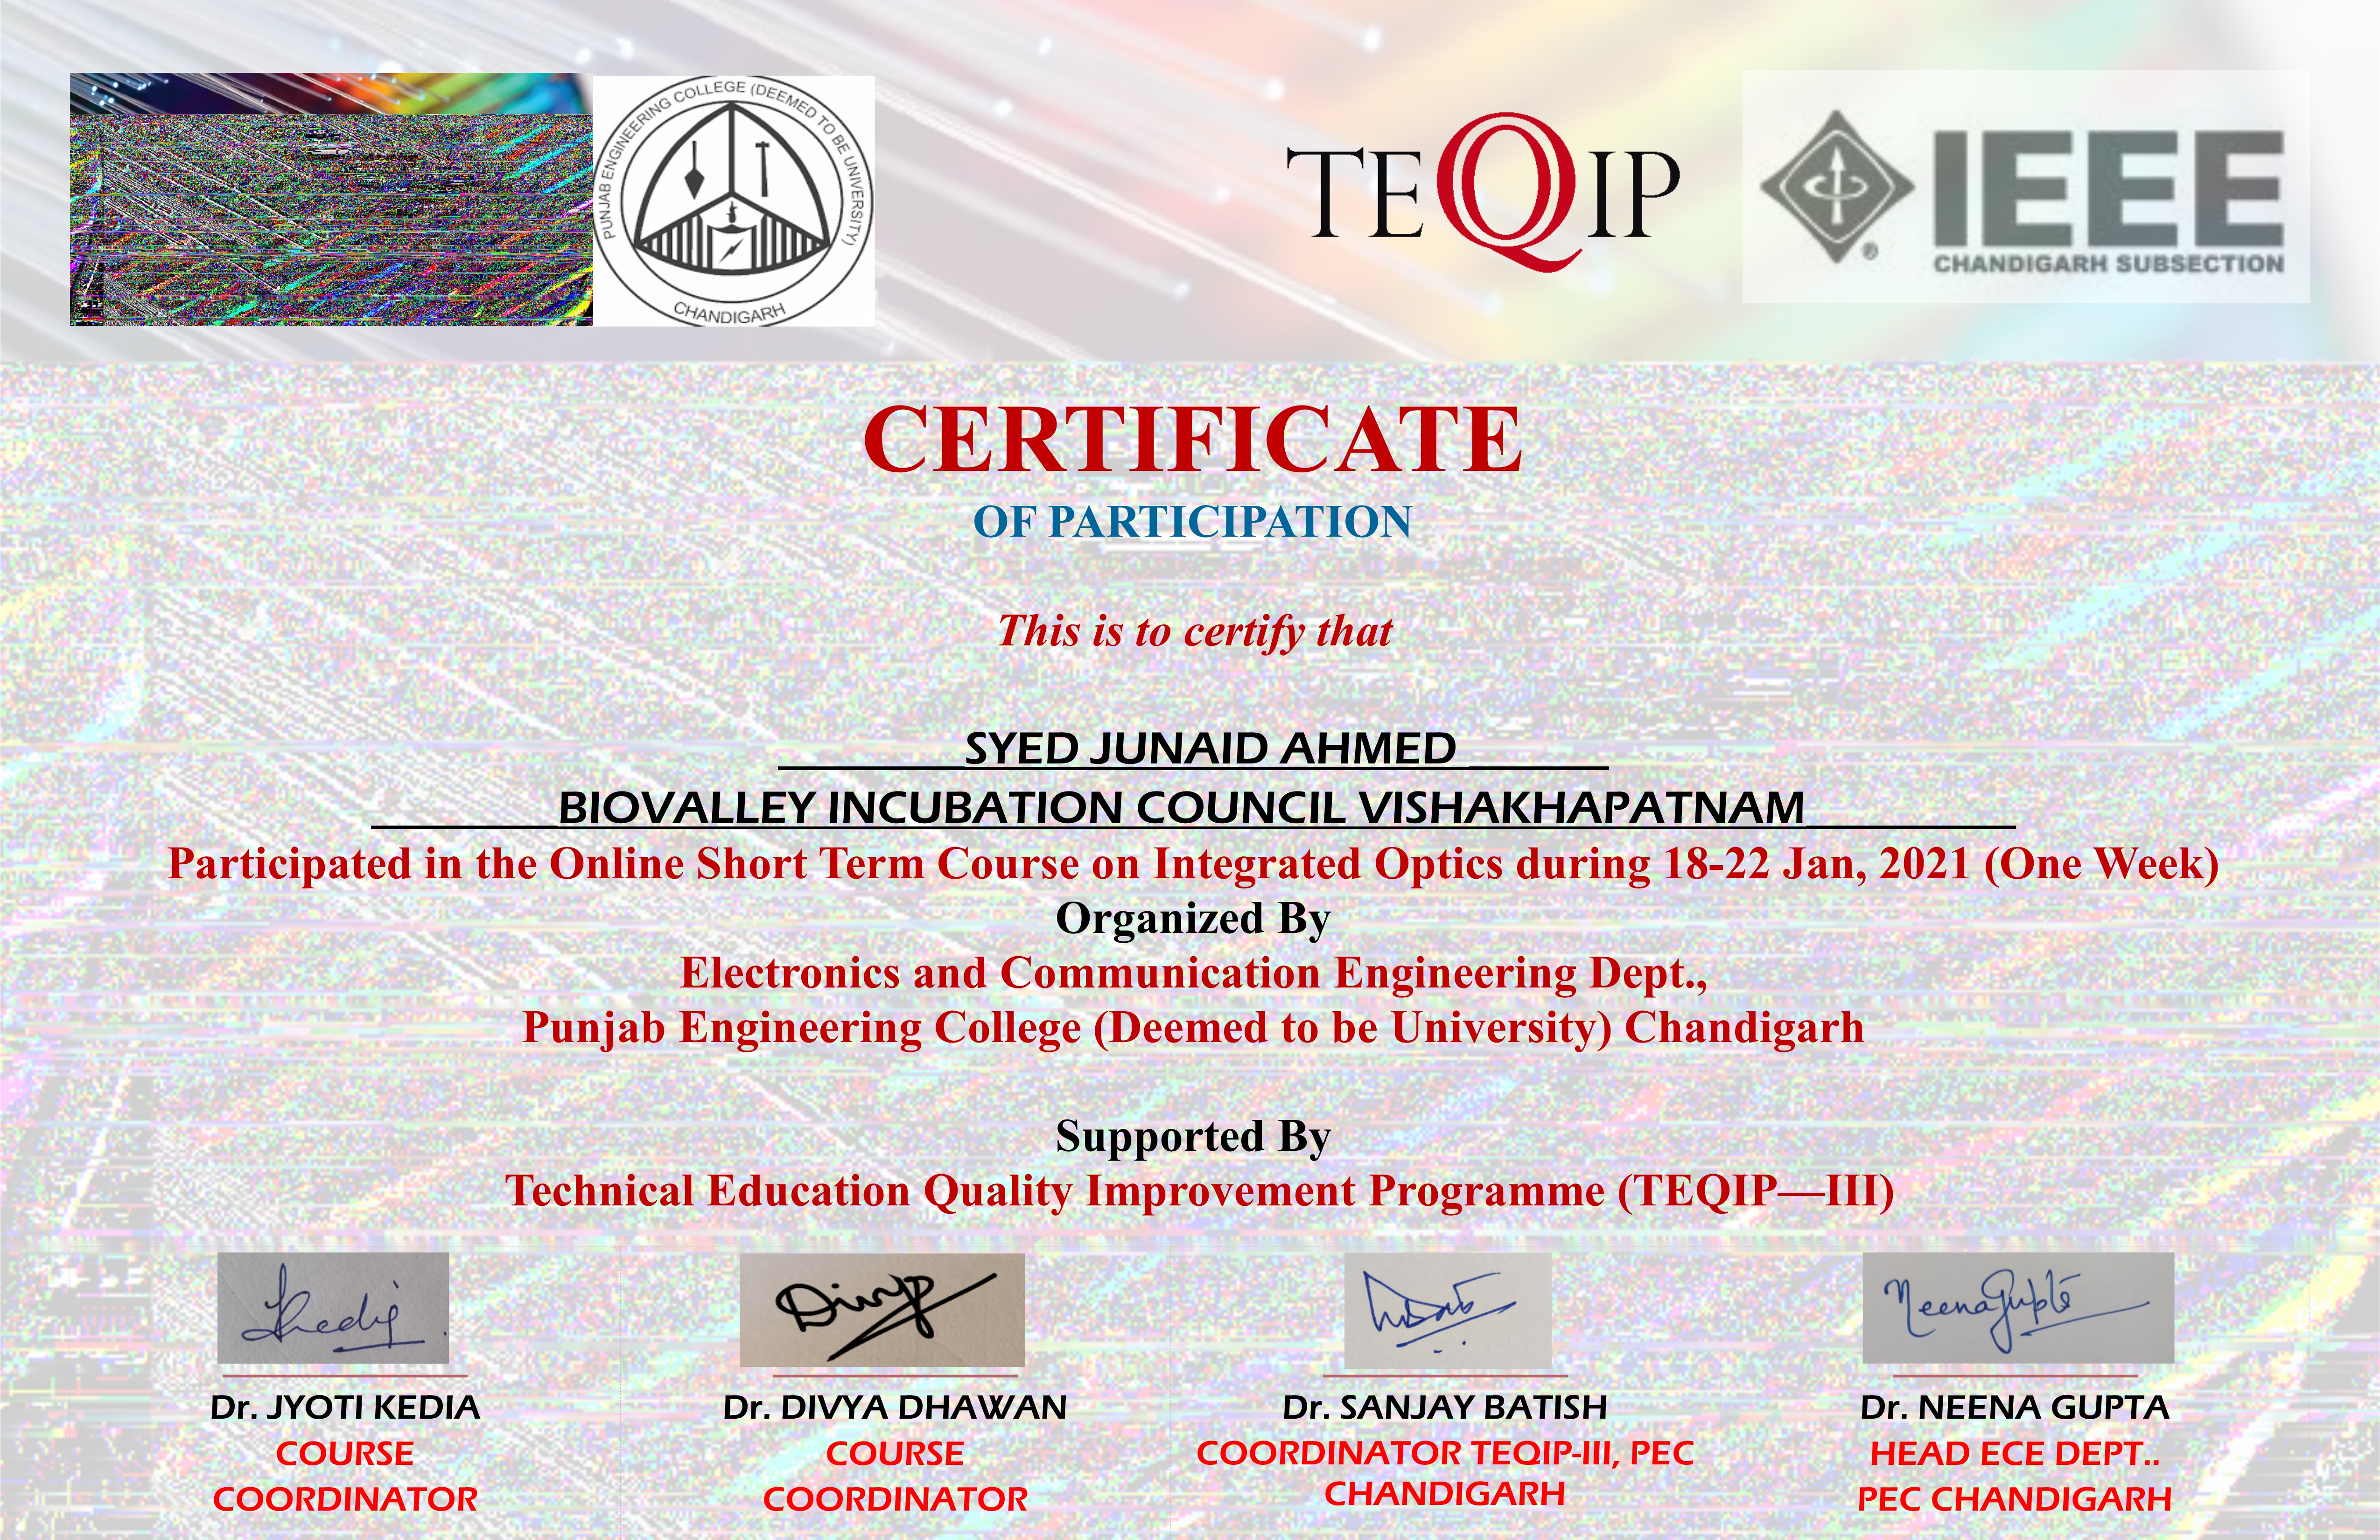 PUNJAB ENGINEERING COLLEGE (DEEMED TO BE UNIVERSITY)
CHANDIGARH
TEQIP
IEEE
CHANDIGARH SUBSECTION
CERTIFICATE
OF PARTICIPATION
This is to certify that
SYED JUNAID AHMED
BIOVALLEY INCUBATION COUNCIL VISHAKHAPATNAM
Participated in the Online Short Term Course on Integrated Optics during 18-22 Jan, 2021 (One Week)
Organized By
Electronics and Communication Engineering Dept.,
Punjab Engineering College (Deemed to be University) Chandigarh
Supported By
Technical Education Quality Improvement Programme (TEQIP—III)
Neena Gupta
Dr. JYOTI KEDIA
COURSE
COORDINATOR
Dr. DIVYA DHAWAN
COURSE
COORDINATOR
Dr. SANJAY BATISH
COORDINATOR TEQIP-III, PEC
CHANDIGARH
Dr. NEENA GUPTA
HEAD ECE DEPT..
PEC CHANDIGARH